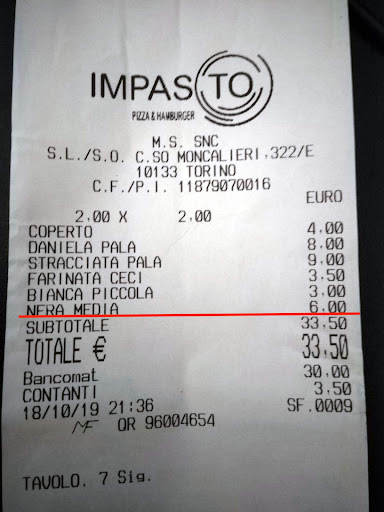 IMPASTO
PIZZA & HAMBURGER
M.S. SNC
S.L./S.O. C.SO MONCALIERI,322/E
10133 TORINO
C.F./P.I. 11879070016
EURO
2,00 X 2,00
COPERTO 4,00
DANIELA PALA 8,00
STRACCIATA PALA 9,00
FARINATA CECI 3,50
BIANCA PICCOLA 3,00
NERA MEDIA 6,00
SUBTOTALE 33,50
TOTALE € 33,50
Bancomat 30,00
CONTANTI 3,50
18/10/19 21:36 SF.0009
MF OR 96004654
TAVOLO. 7 Sig.